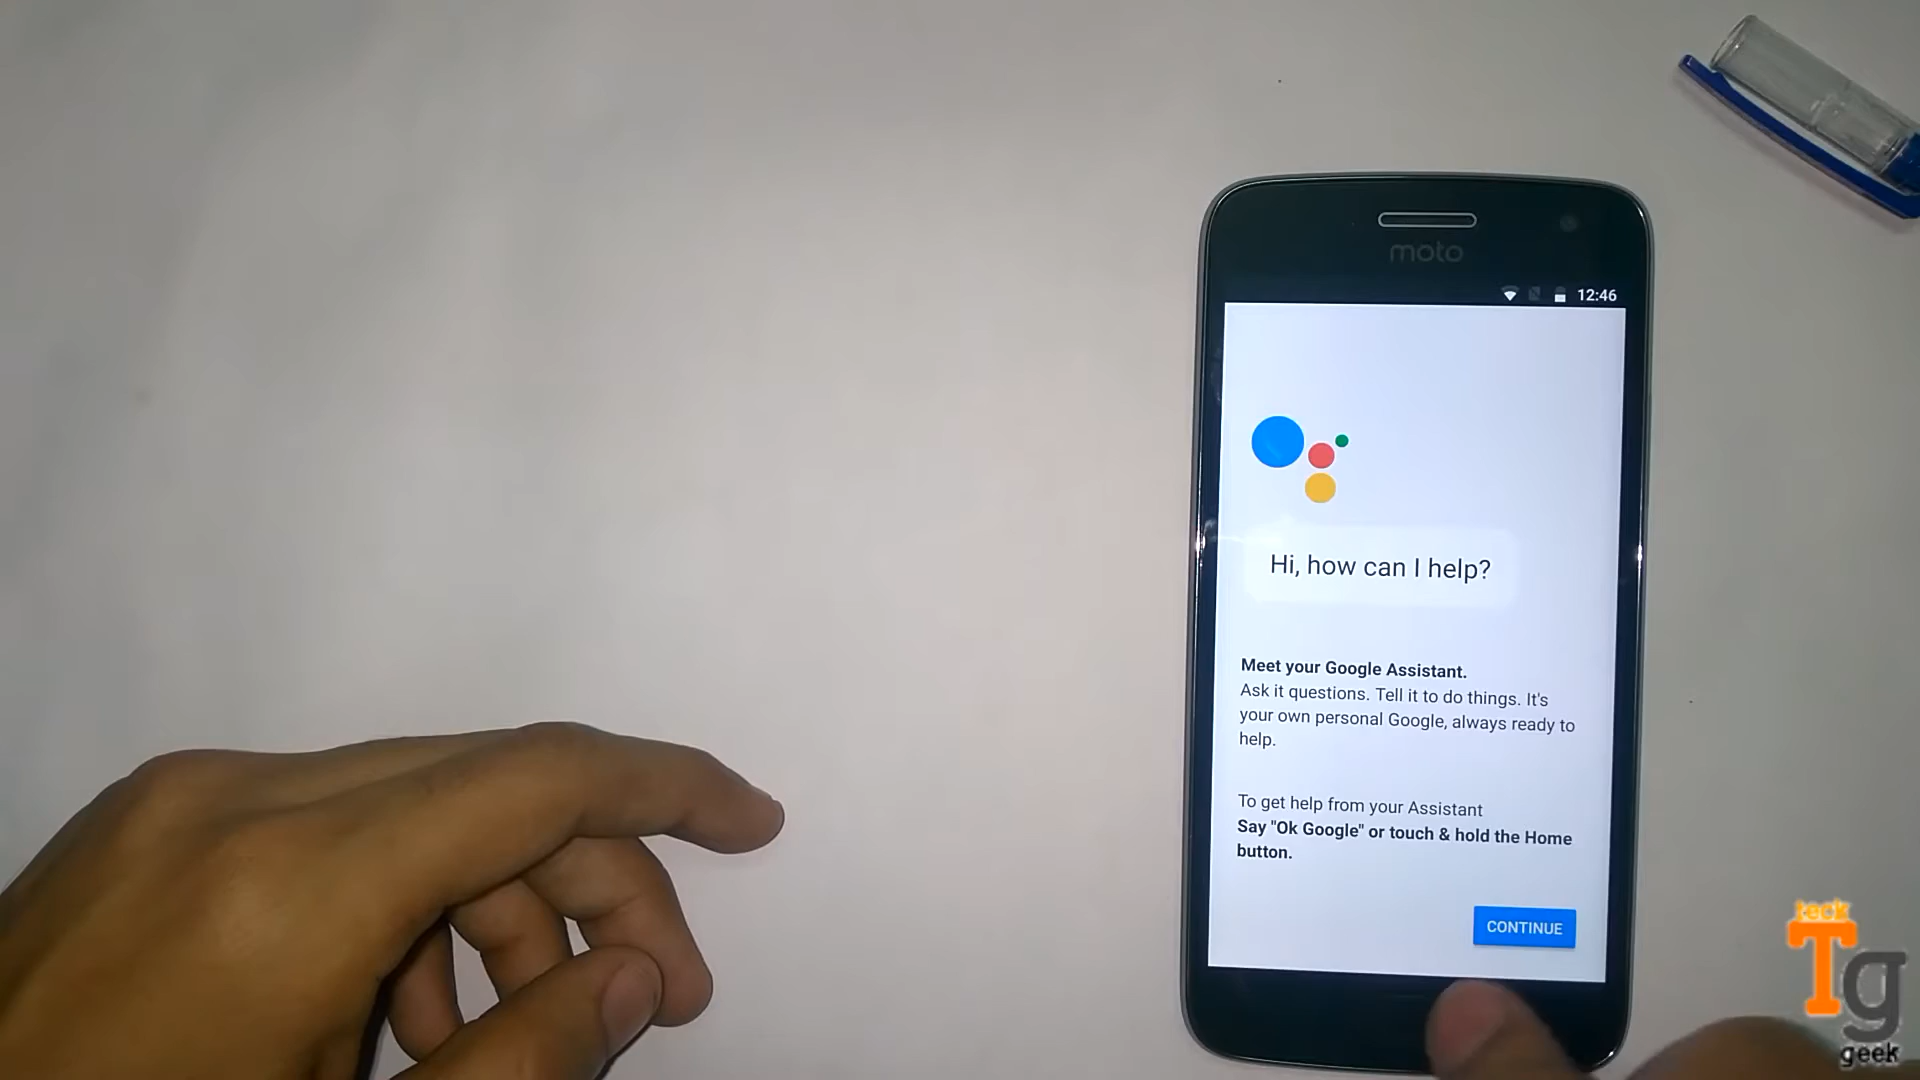 moto
12:46
Hi, how can I help?
Meet your Google Assistant.
Ask it questions. Tell it to do things. It's
your own personal Google, always ready to
help.
To get help from your Assistant
Say "Ok Google" or touch & hold the Home
button.
CONTINUE
teck
Tg
geek